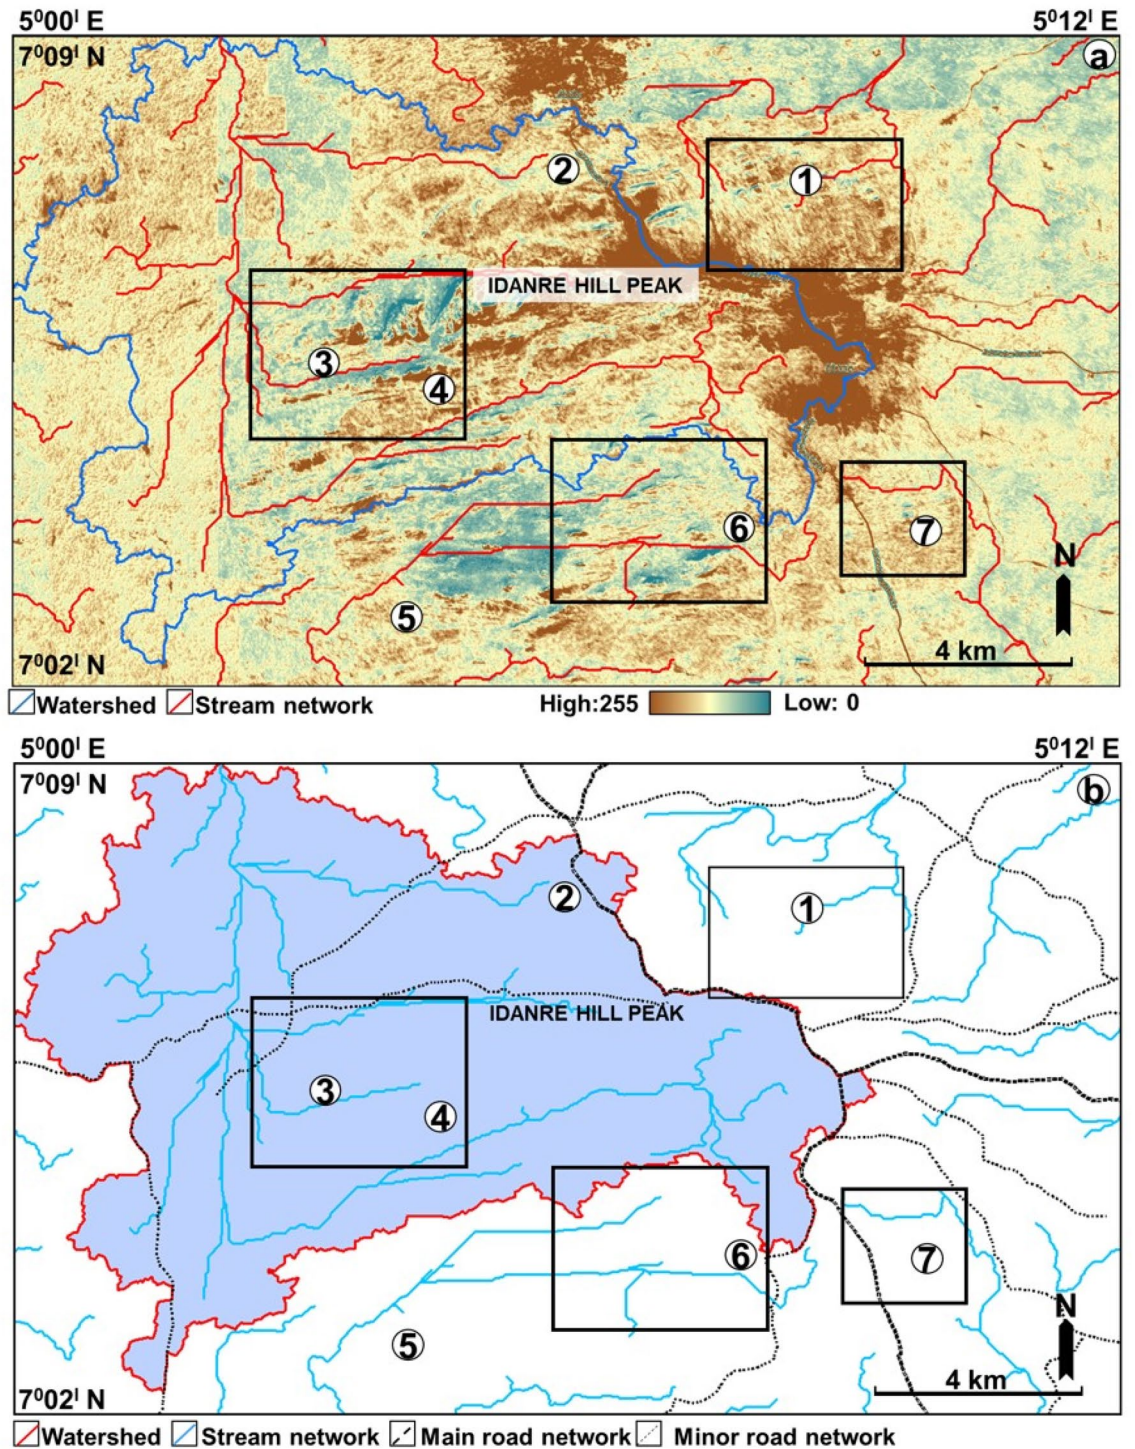 5⁰00ᴵ E 5⁰12ᴵ E
7⁰09ᴵ N a
2 1
IDANRE HILL PEAK
3
4
6 7
N
5
4 km
7⁰02ᴵ N
Watershed Stream network High:255 Low: 0
5⁰00ᴵ E 5⁰12ᴵ E
7⁰09ᴵ N b
2 1
IDANRE HILL PEAK
3
4
6 7
N
5
4 km
7⁰02ᴵ N
Watershed Stream network Main road network Minor road network